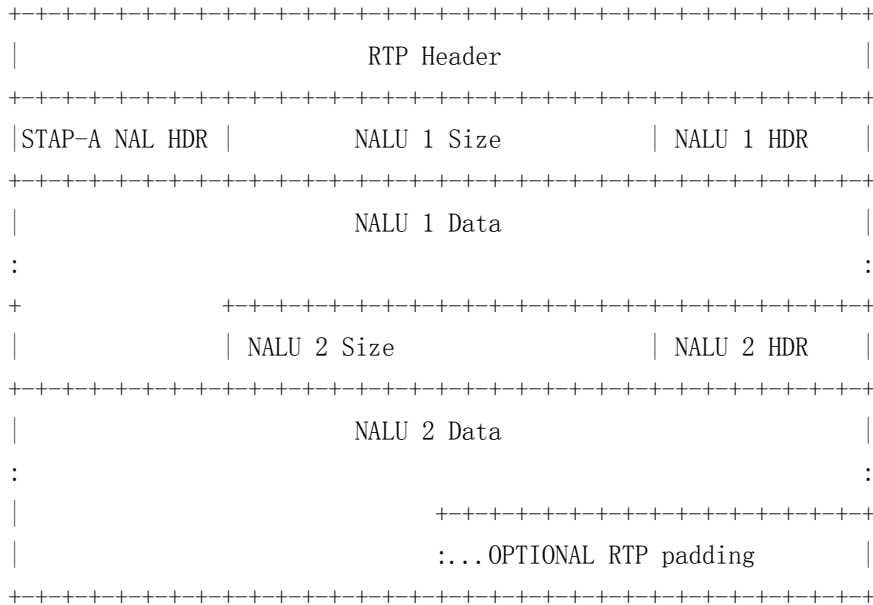 +-+-+-+-+-+-+-+-+-+-+-+-+-+-+-+-+-+-+-+-+-+-+-+-+-+-+-+-+-+-+-+-+
|                          RTP Header                           |
+-+-+-+-+-+-+-+-+-+-+-+-+-+-+-+-+-+-+-+-+-+-+-+-+-+-+-+-+-+-+-+-+
|STAP-A NAL HDR |         NALU 1 Size           | NALU 1 HDR    |
+-+-+-+-+-+-+-+-+-+-+-+-+-+-+-+-+-+-+-+-+-+-+-+-+-+-+-+-+-+-+-+-+
|                         NALU 1 Data                           |
:                                                               :
+               +-+-+-+-+-+-+-+-+-+-+-+-+-+-+-+-+-+-+-+-+-+-+-+-+
|               | NALU 2 Size                   | NALU 2 HDR    |
+-+-+-+-+-+-+-+-+-+-+-+-+-+-+-+-+-+-+-+-+-+-+-+-+-+-+-+-+-+-+-+-+
|                         NALU 2 Data                           |
:                                                               :
|                               +-+-+-+-+-+-+-+-+-+-+-+-+-+-+-+-+
|                               :...OPTIONAL RTP padding        |
+-+-+-+-+-+-+-+-+-+-+-+-+-+-+-+-+-+-+-+-+-+-+-+-+-+-+-+-+-+-+-+-+